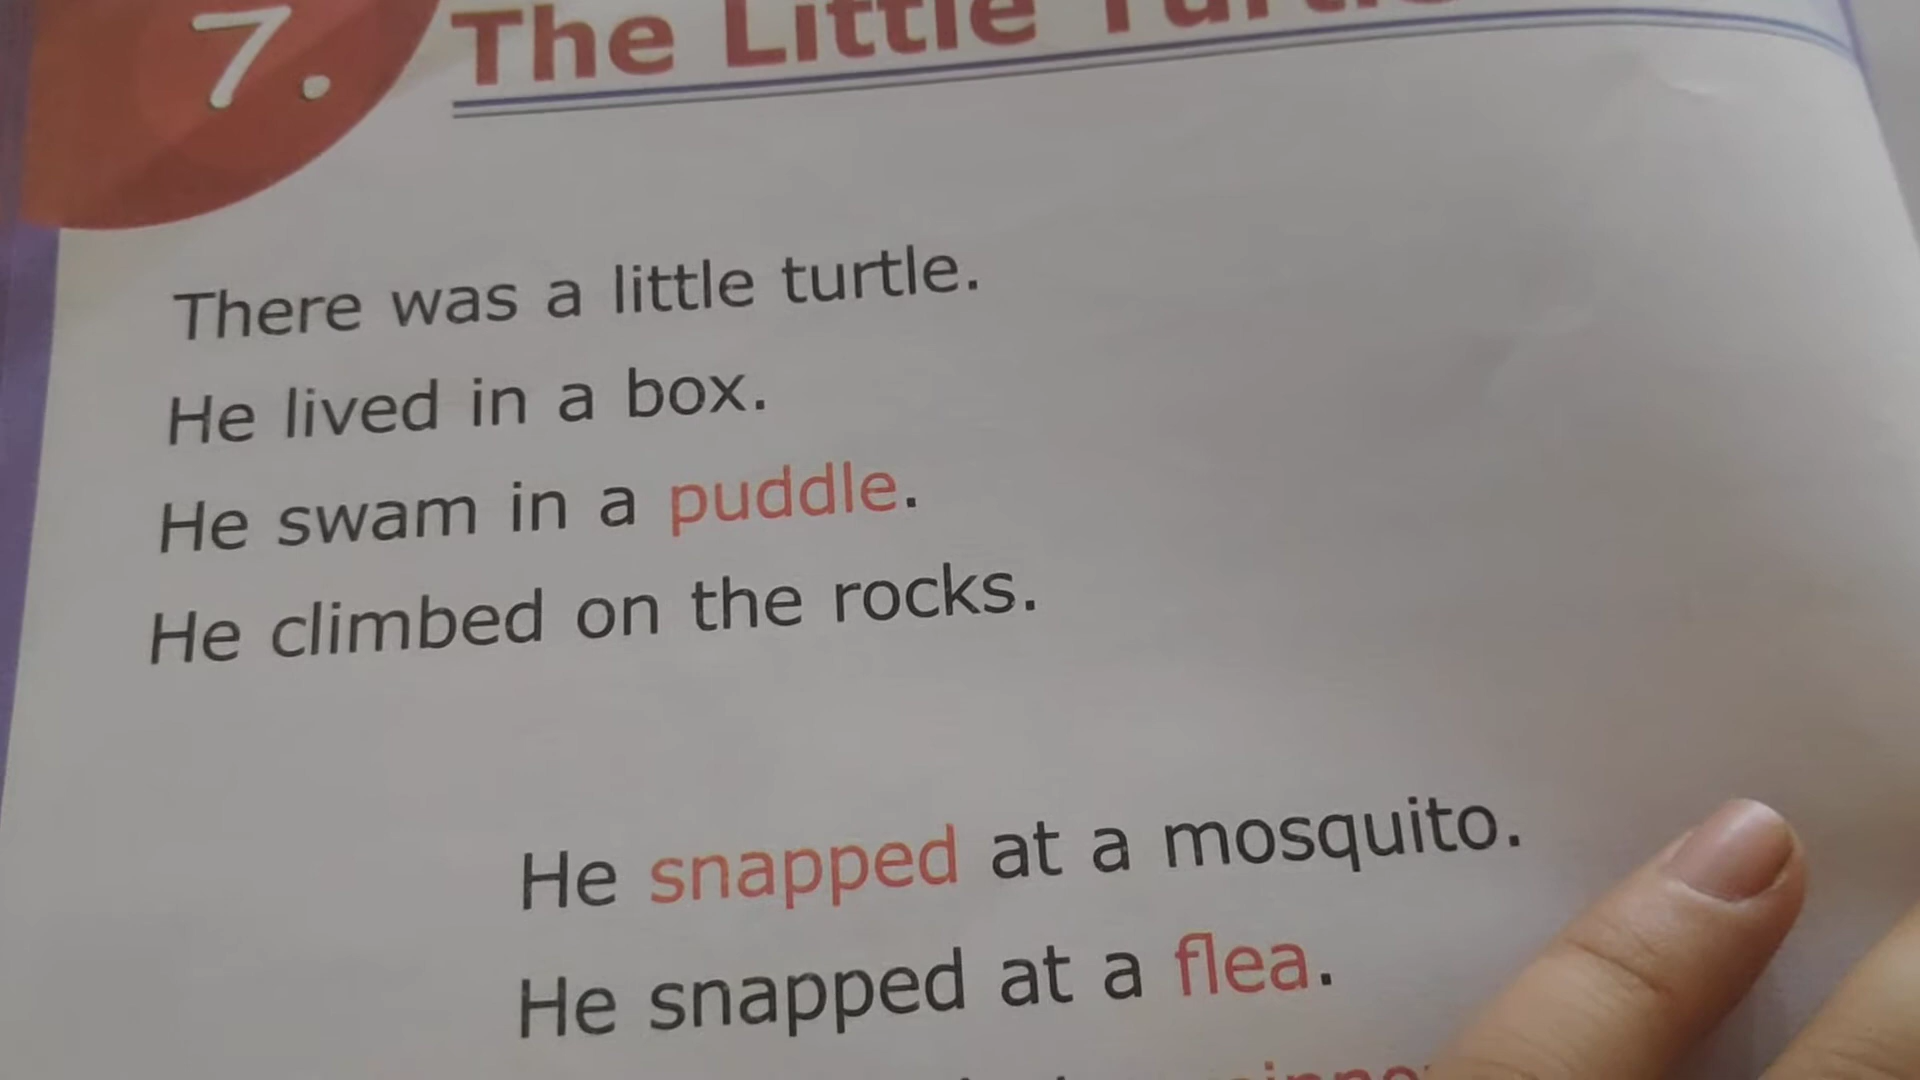 7. The Little Turtle
There was a little turtle.
He lived in a box.
He swam in a puddle.
He climbed on the rocks.
He snapped at a mosquito.
He snapped at a flea.